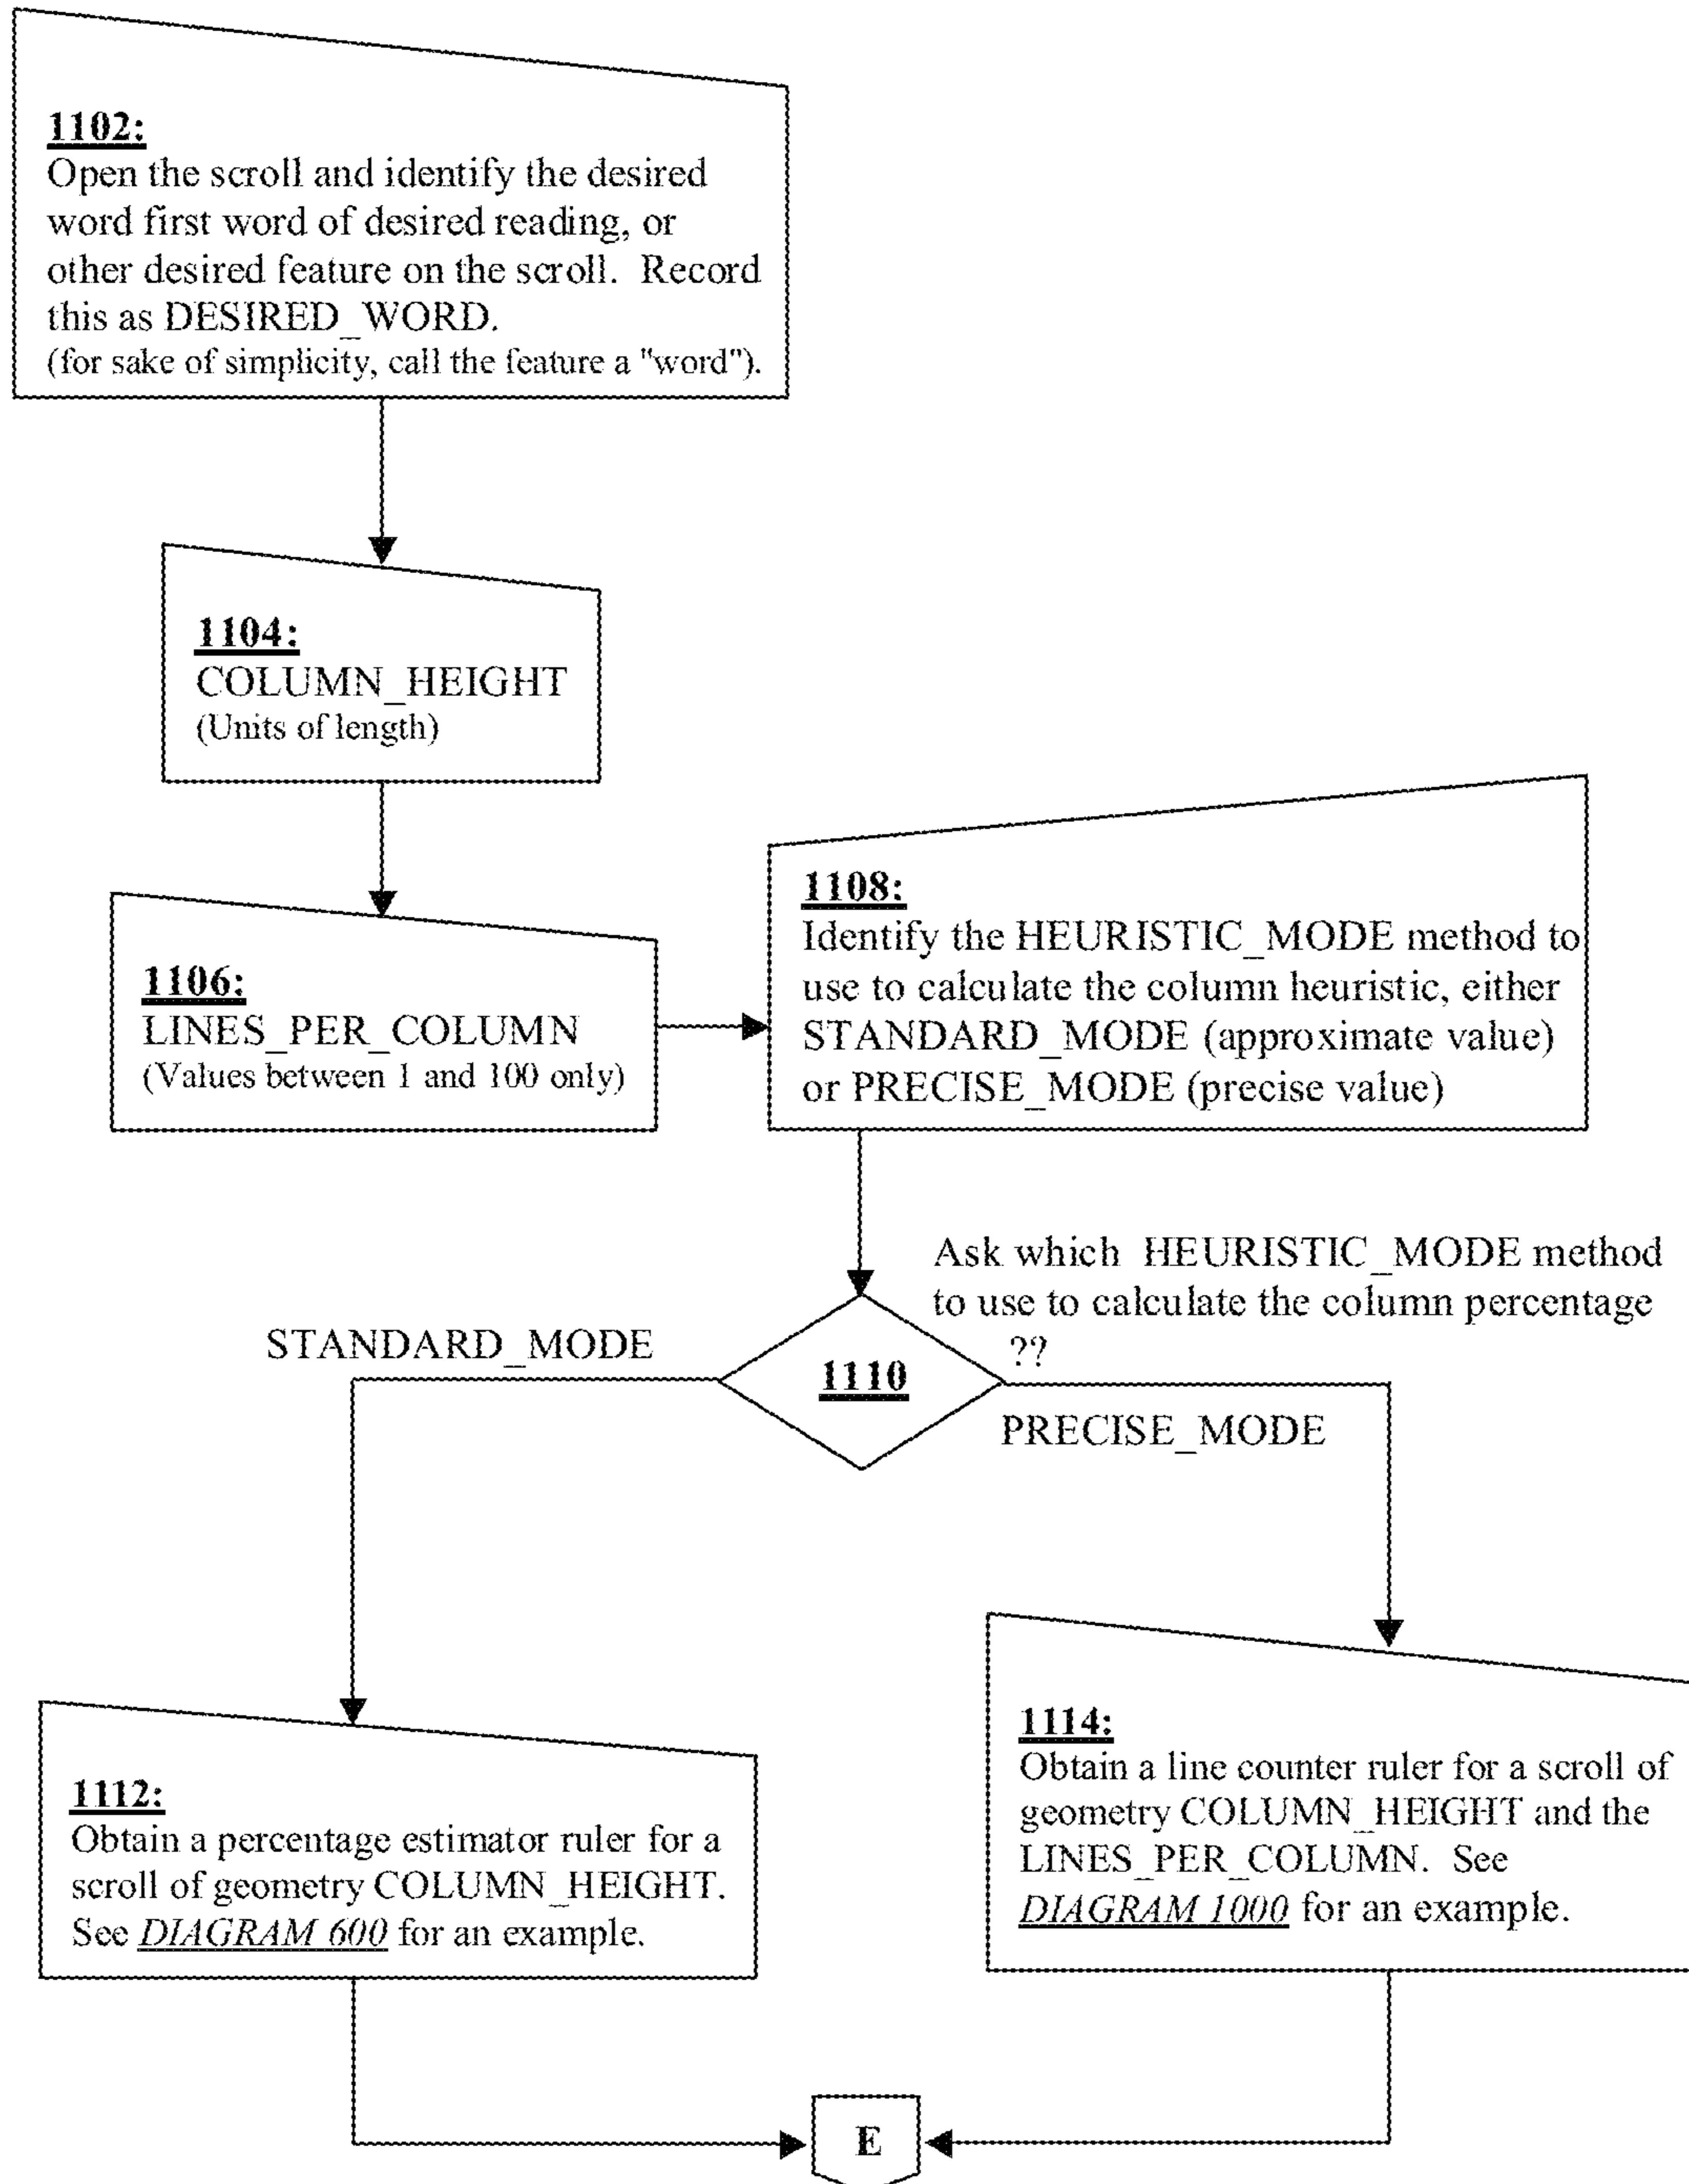 1102:
Open the scroll and identify the desired
word first word of desired reading, or
other desired feature on the scroll. Record
this as DESIRED_WORD.
(for sake of simplicity, call the feature a "word").
1104:
COLUMN_HEIGHT
(Units of length)
1106:
LINES_PER_COLUMN
(Values between 1 and 100 only)
1108:
Identify the HEURISTIC_MODE method to
use to calculate the column heuristic, either
STANDARD_MODE (approximate value)
or PRECISE_MODE (precise value)
Ask which HEURISTIC_MODE method
to use to calculate the column percentage
??
STANDARD_MODE
1110
PRECISE_MODE
1112:
Obtain a percentage estimator ruler for a
scroll of geometry COLUMN_HEIGHT.
See DIAGRAM 600 for an example.
1114:
Obtain a line counter ruler for a scroll of
geometry COLUMN_HEIGHT and the
LINES_PER_COLUMN. See
DIAGRAM 1000 for an example.
E